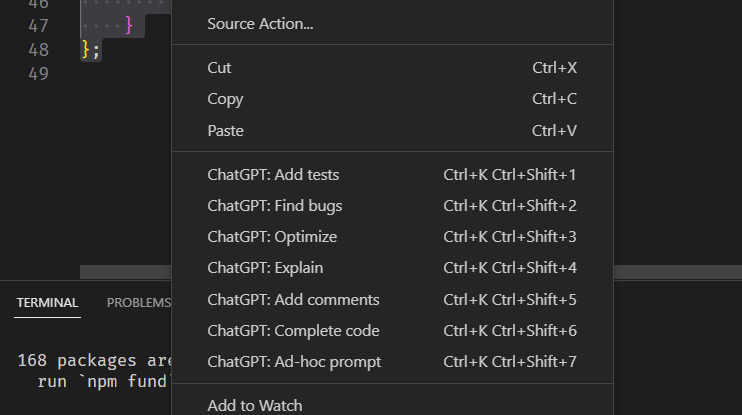 46
47 }
48 };
49
Source Action...
Cut Ctrl+X
Copy Ctrl+C
Paste Ctrl+V
ChatGPT: Add tests Ctrl+K Ctrl+Shift+1
ChatGPT: Find bugs Ctrl+K Ctrl+Shift+2
ChatGPT: Optimize Ctrl+K Ctrl+Shift+3
ChatGPT: Explain Ctrl+K Ctrl+Shift+4
ChatGPT: Add comments Ctrl+K Ctrl+Shift+5
ChatGPT: Complete code Ctrl+K Ctrl+Shift+6
ChatGPT: Ad-hoc prompt Ctrl+K Ctrl+Shift+7
Add to Watch
TERMINAL PROBLEMS
168 packages are
run `npm fund`